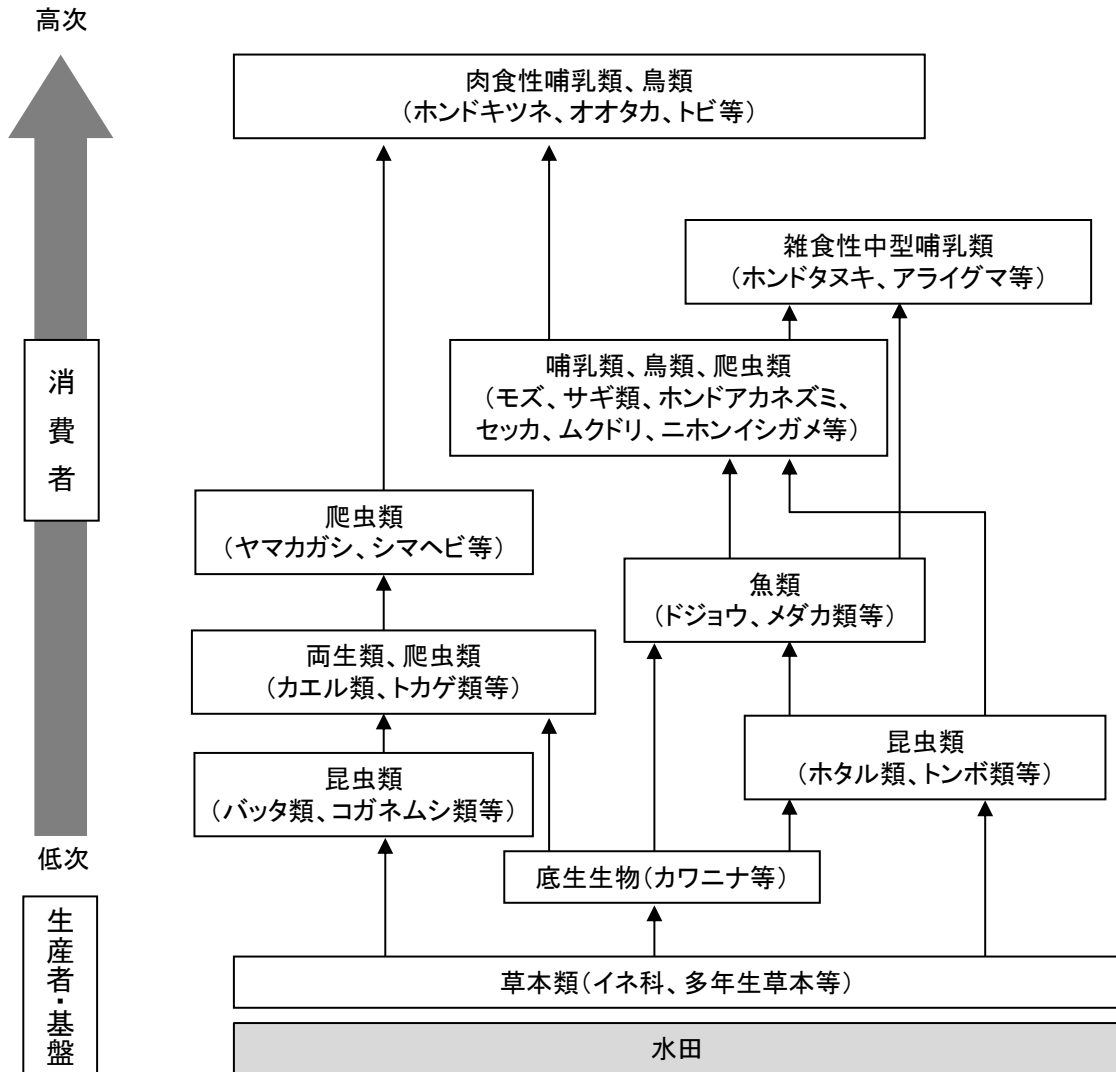 高次
肉食性哺乳類、鳥類
(ホンドキツネ、オオタカ、トビ等)
雑食性中型哺乳類
(ホンドタヌキ、アライグマ等)
消費者
哺乳類、鳥類、爬虫類
(モズ、サギ類、ホンドアカネズミ、
セッカ、ムクドリ、ニホンイシガメ等)
爬虫類
(ヤマカガシ、シマヘビ等)
魚類
(ドジョウ、メダカ類等)
両生類、爬虫類
(カエル類、トカゲ類等)
昆虫類
(ホタル類、トンボ類等)
昆虫類
(バッタ類、コガネムシ類等)
低次
底生生物(カワニナ等)
生産者・基盤
草本類(イネ科、多年生草本等)
水田